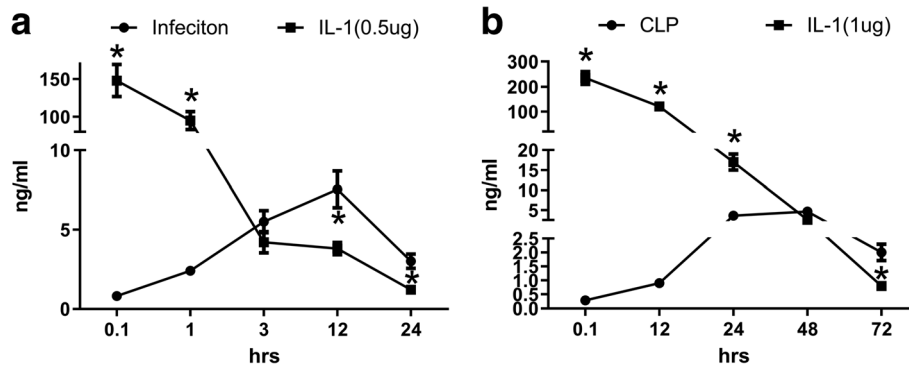 a
Infeciton IL-1(0.5ug)
ng/ml
150
100
10
5
0
* * * *
0.1 1 3 12 24
hrs
b
CLP IL-1(1ug)
ng/ml
300
200
100
20
15
10
5
2.5
2.0
1.5
1.0
0.5
0.0
* * * *
0.1 12 24 48 72
hrs